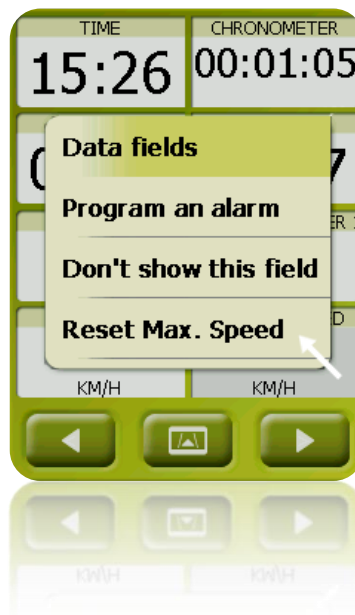 TIME CHRONOMETER
15:26 00:01:05
Data fields
Program an alarm
Don't show this field
Reset Max. Speed
KM/H KM/H